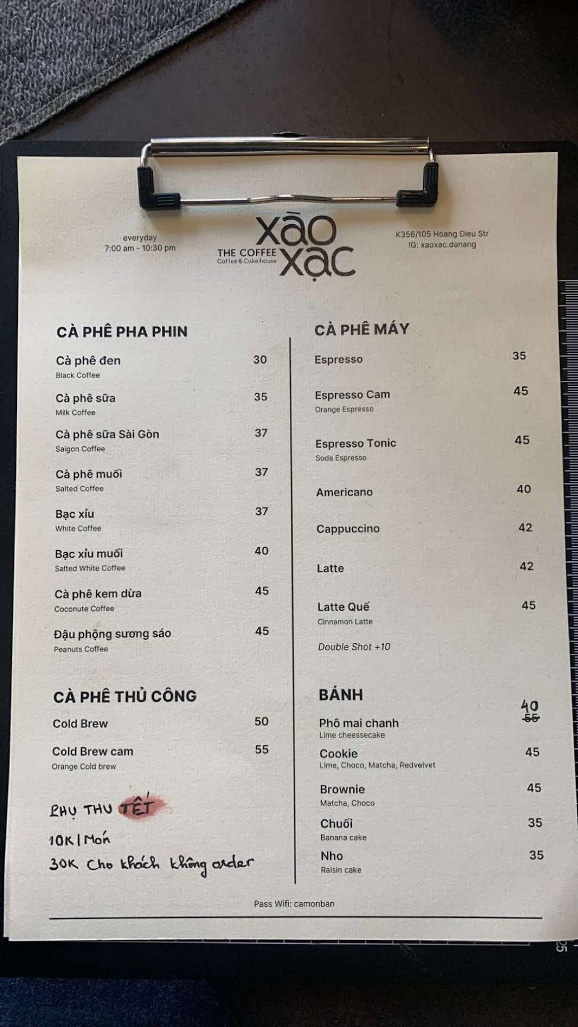 everyday
7:00 am - 10:30 pm
xào
xạc
THE COFFEE
Coffee & Cake house
K356/105 Hoang Dieu Str
IG: xaoxac.danang
CÀ PHÊ PHA PHIN
Cà phê đen 30
Black Coffee
Cà phê sữa 35
Milk Coffee
Cà phê sữa Sài Gòn 37
Saigon Coffee
Cà phê muối 37
Salted Coffee
Bạc xỉu 37
White Coffee
Bạc xỉu muối 40
Salted White Coffee
Cà phê kem dừa 45
Coconute Coffee
Đậu phộng sương sáo 45
Peanuts Coffee
CÀ PHÊ THỦ CÔNG
Cold Brew 50
Cold Brew cam 55
Orange Cold brew
PHỤ THU TẾT
10K | Món
30K cho khách không order
CÀ PHÊ MÁY
Espresso 35
Espresso Cam 45
Orange Espresso
Espresso Tonic 45
Soda Espresso
Americano 40
Cappuccino 42
Latte 42
Latte Quế 45
Cinnamon Latte
Double Shot +10
BÁNH
40
Phô mai chanh 55
Lime cheessecake
Cookie 45
Lime, Choco, Matcha, Redvelvet
Brownie 45
Matcha, Choco
Chuối 35
Banana cake
Nho 35
Raisin cake
Pass Wifi: camonban
25